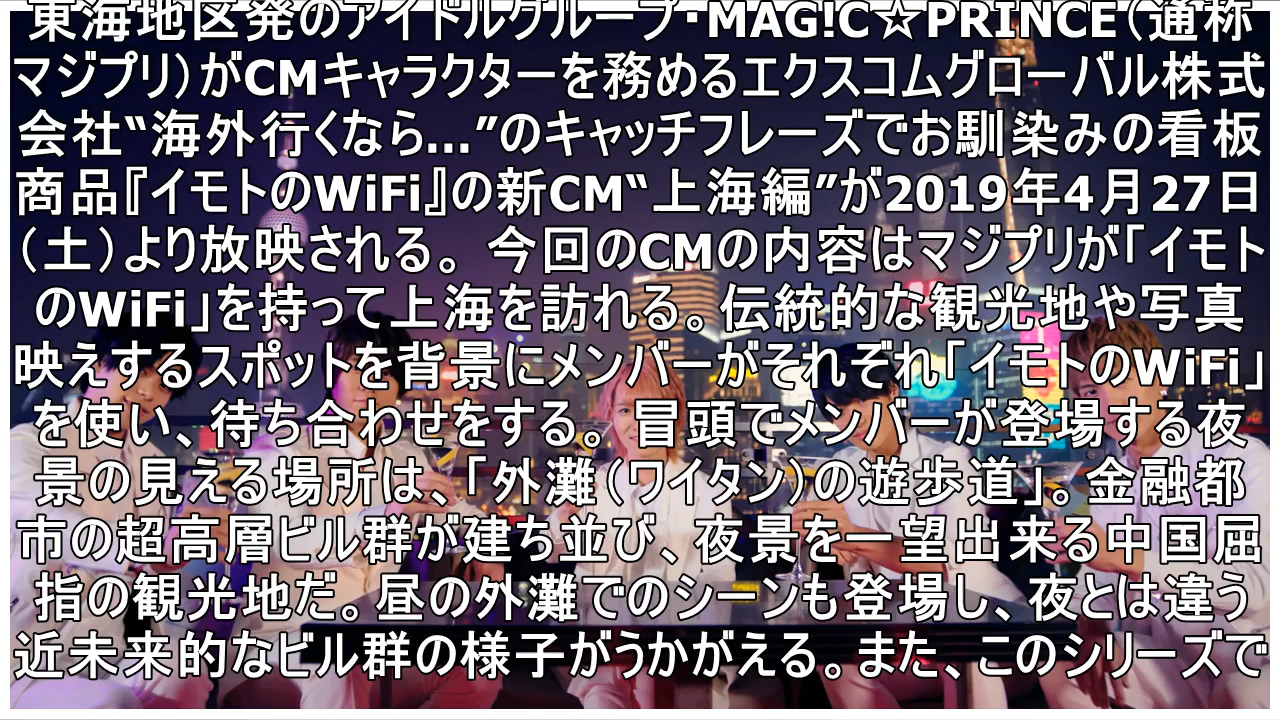 東海地区発のアイドルグループ・MAG!C☆PRINCE（通称
マジプリ）がCMキャラクターを務めるエクスコムグローバル株式
会社“海外行くなら…”のキャッチフレーズでお馴染みの看板
商品『イモトのWiFi』の新CM“上海編”が2019年4月27日
（土）より放映される。 今回のCMの内容はマジプリが「イモト
のWiFi」を持って上海を訪れる。伝統的な観光地や写真
映えするスポットを背景にメンバーがそれぞれ「イモトのWiFi」
を使い、待ち合わせをする。冒頭でメンバーが登場する夜
景の見える場所は、「外灘（ワイタン）の遊歩道」。金融都
市の超高層ビル群が建ち並び、夜景を一望出来る中国屈
指の観光地だ。昼の外灘でのシーンも登場し、夜とは違う
近未来的なビル群の様子がうかがえる。また、このシリーズで